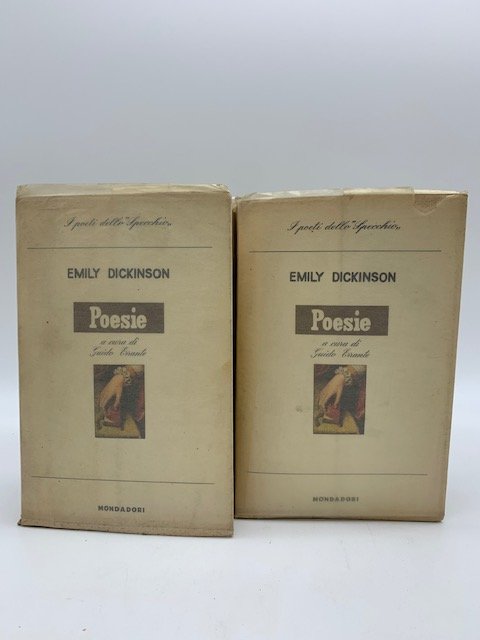 I poeti dello "Specchio„
EMILY DICKINSON
Poesie
a cura di
Guido Errante
MONDADORI
I poeti dello "Specchio„
EMILY DICKINSON
Poesie
a cura di
Guido Errante
MONDADORI